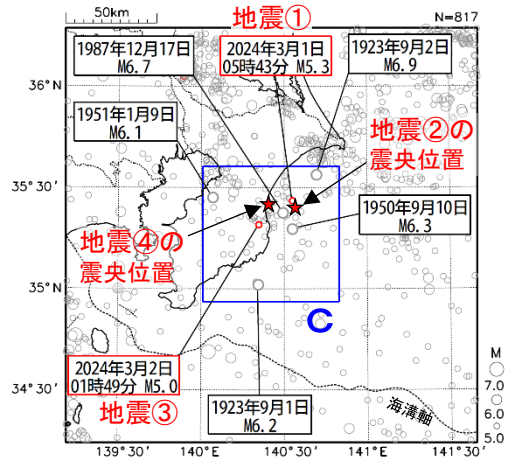 50km
N=817
地震①
1987年12月17日
M6.7
2024年3月1日
05時43分 M5.3
1923年9月2日
M6.9
36°N
1951年1月9日
M6.1
地震②の
震央位置
35°30′
1950年9月10日
M6.3
地震④の
震央位置
35°N
C
2024年3月2日
01時49分 M5.0
地震③
1923年9月1日
M6.2
34°30′
海溝軸
M
7.0
6.0
5.0
139°30′
140°E
140°30′
141°E
141°30′